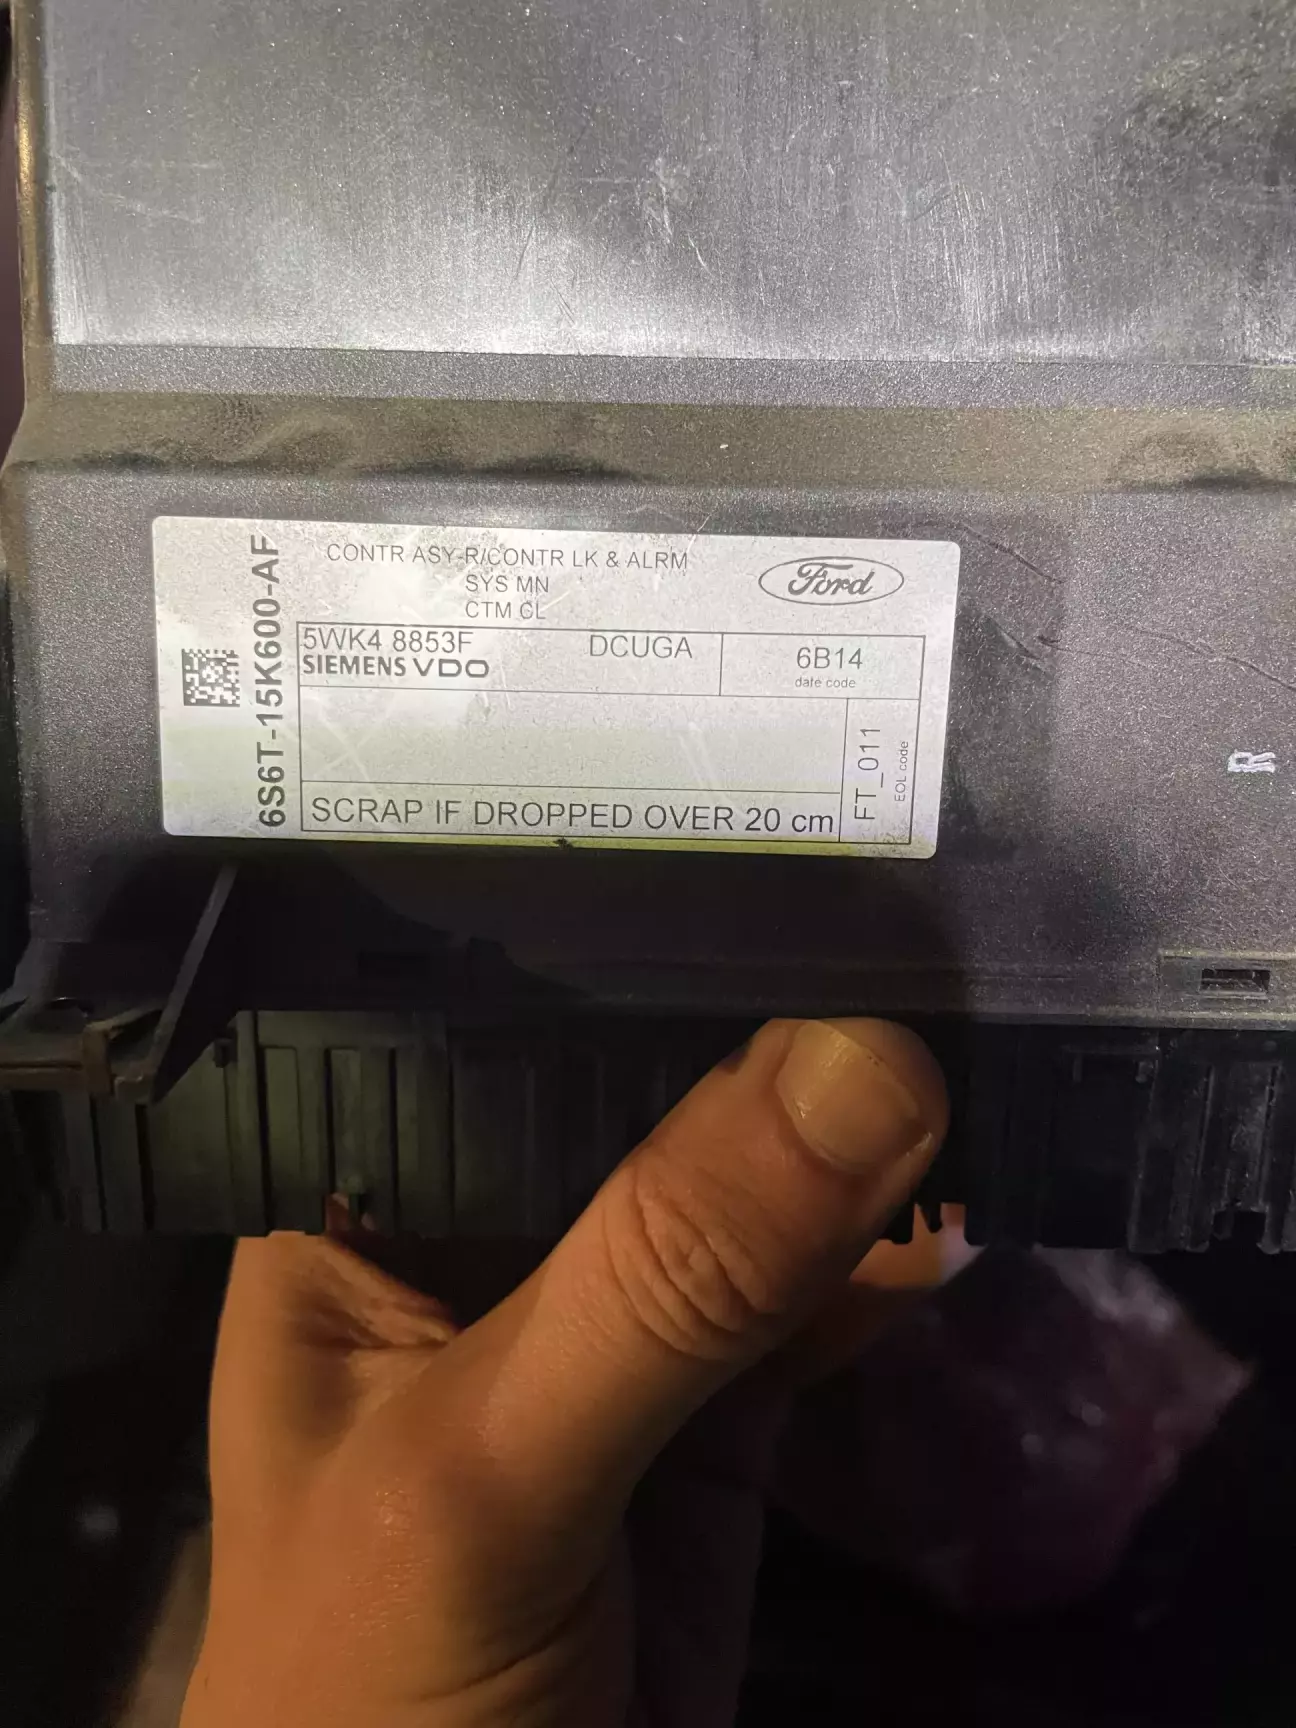 CONTR ASY-R/CONTR LK & ALRM
SYS MN
CTM CL
Ford
6S6T-15K600-AF
5WK4 8853F
DCUGA
SIEMENS VDO
6B14
date code
FT_011
EOL code
SCRAP IF DROPPED OVER 20 cm
R